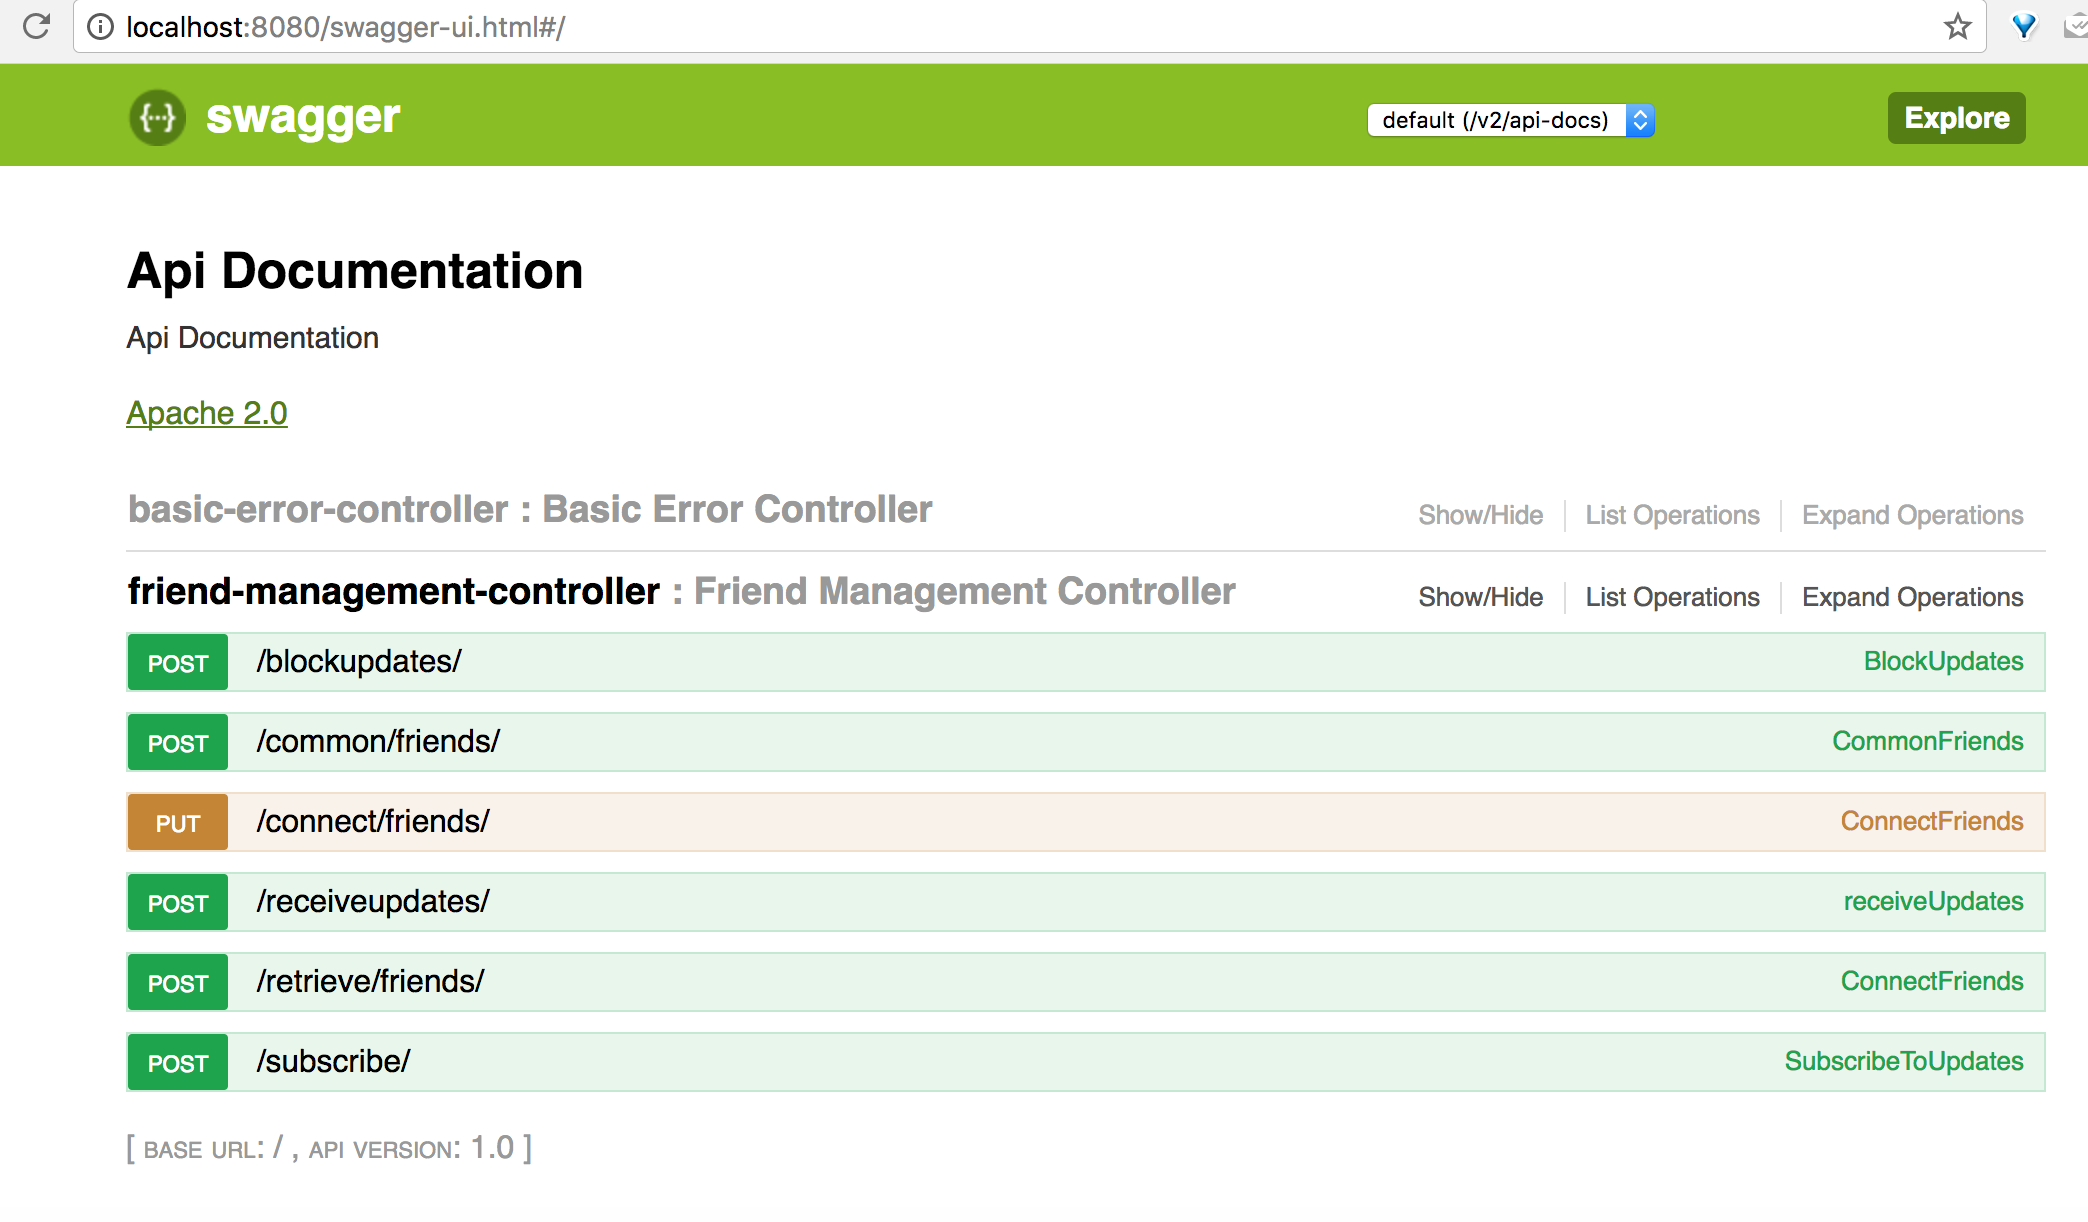 localhost:8080/swagger-ui.html#/
{···} swagger default (/v2/api-docs) Explore
Api Documentation
Api Documentation
Apache 2.0
basic-error-controller : Basic Error Controller Show/Hide List Operations Expand Operations
friend-management-controller : Friend Management Controller Show/Hide List Operations Expand Operations
POST /blockupdates/ BlockUpdates
POST /common/friends/ CommonFriends
PUT /connect/friends/ ConnectFriends
POST /receiveupdates/ receiveUpdates
POST /retrieve/friends/ ConnectFriends
POST /subscribe/ SubscribeToUpdates
[ BASE URL: / , API VERSION: 1.0 ]